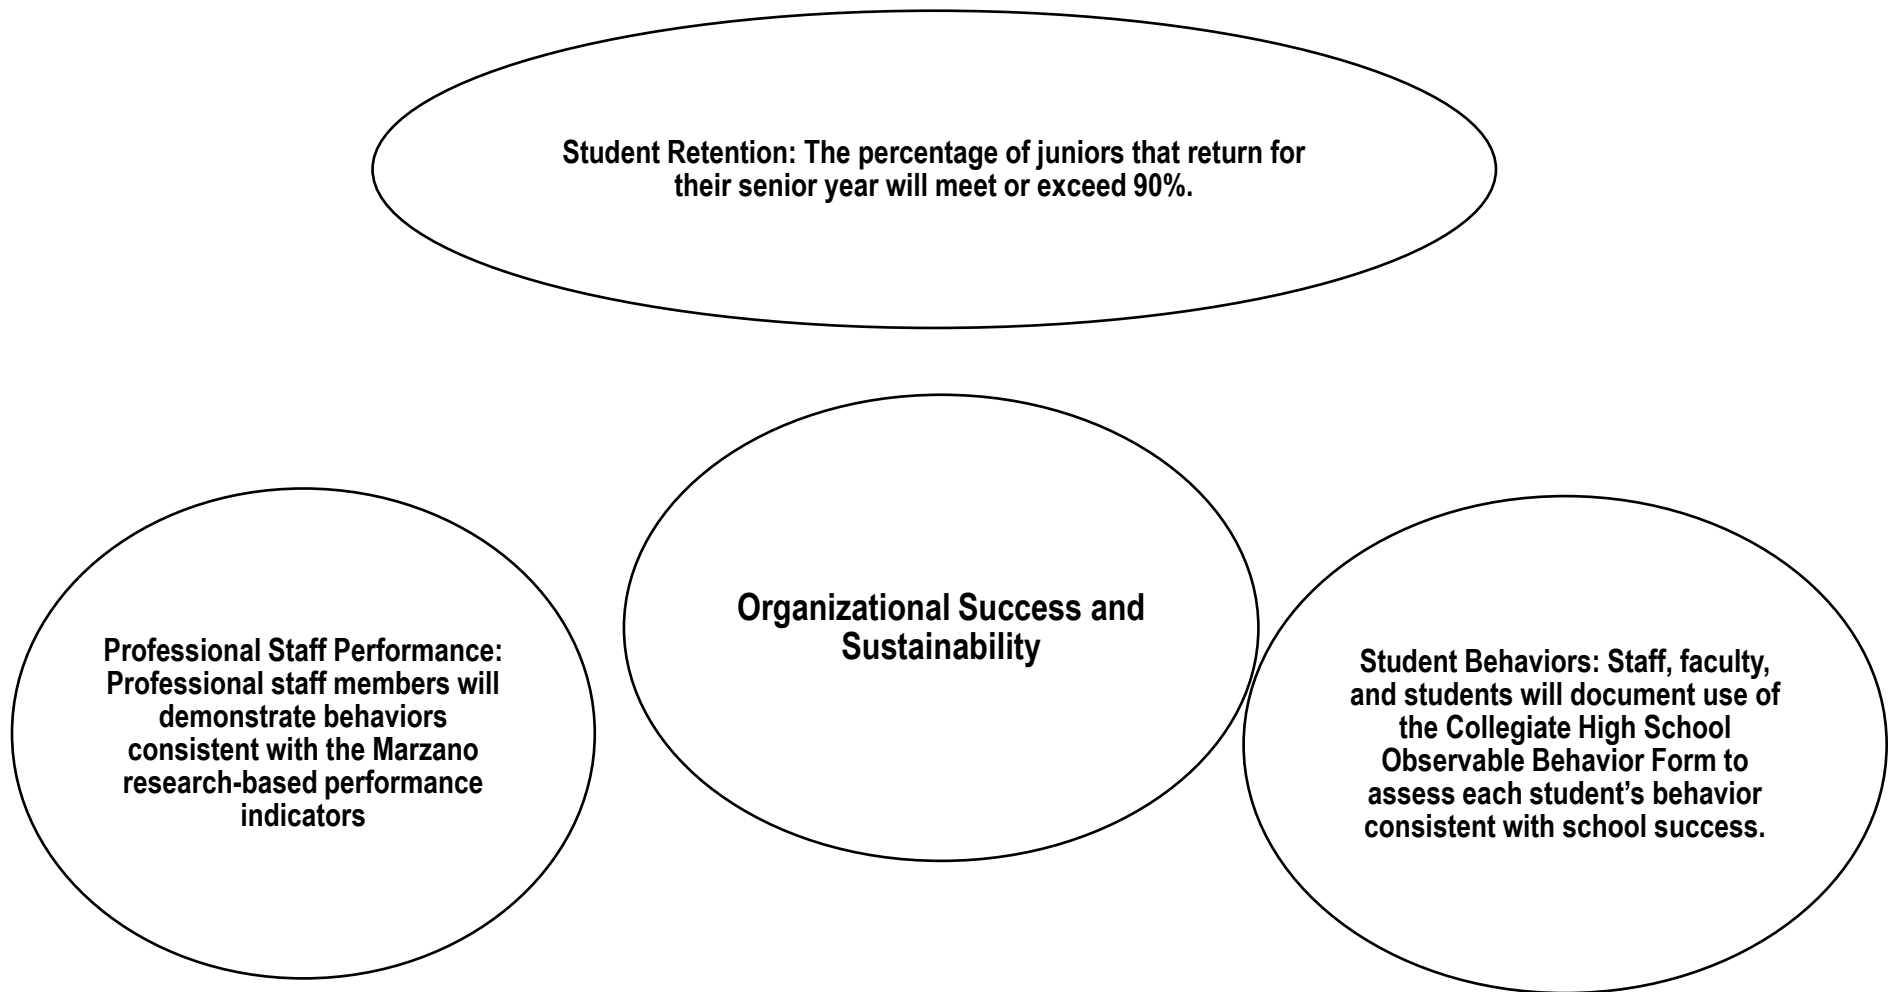 Student Retention: The percentage of juniors that return for
their senior year will meet or exceed 90%.
Organizational Success and
Sustainability
Professional Staff Performance:
Professional staff members will
demonstrate behaviors
consistent with the Marzano
research-based performance
indicators
Student Behaviors: Staff, faculty,
and students will document use of
the Collegiate High School
Observable Behavior Form to
assess each student’s behavior
consistent with school success.